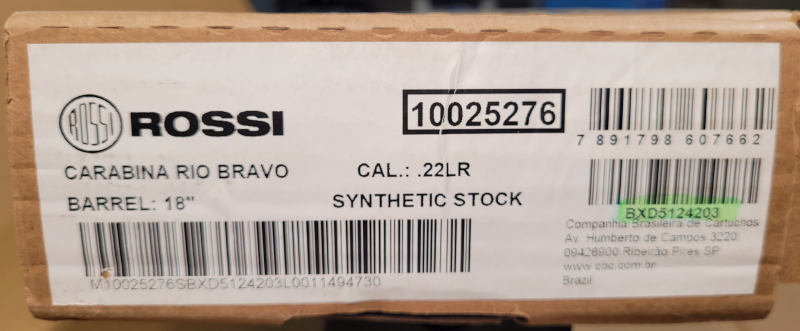 ROSSI ROSSI
10025276
7 891798 607662
CARABINA RIO BRAVO
CAL.: .22LR
BARREL: 18"
SYNTHETIC STOCK
BXD5124203
Companhia Brasileira de Cartuchos
Av. Humberto de Campos 3220
09426900 Ribeirão Pires SP
www.cbc.com.br
Brazil
M10025276SBXD5124203L0011494730